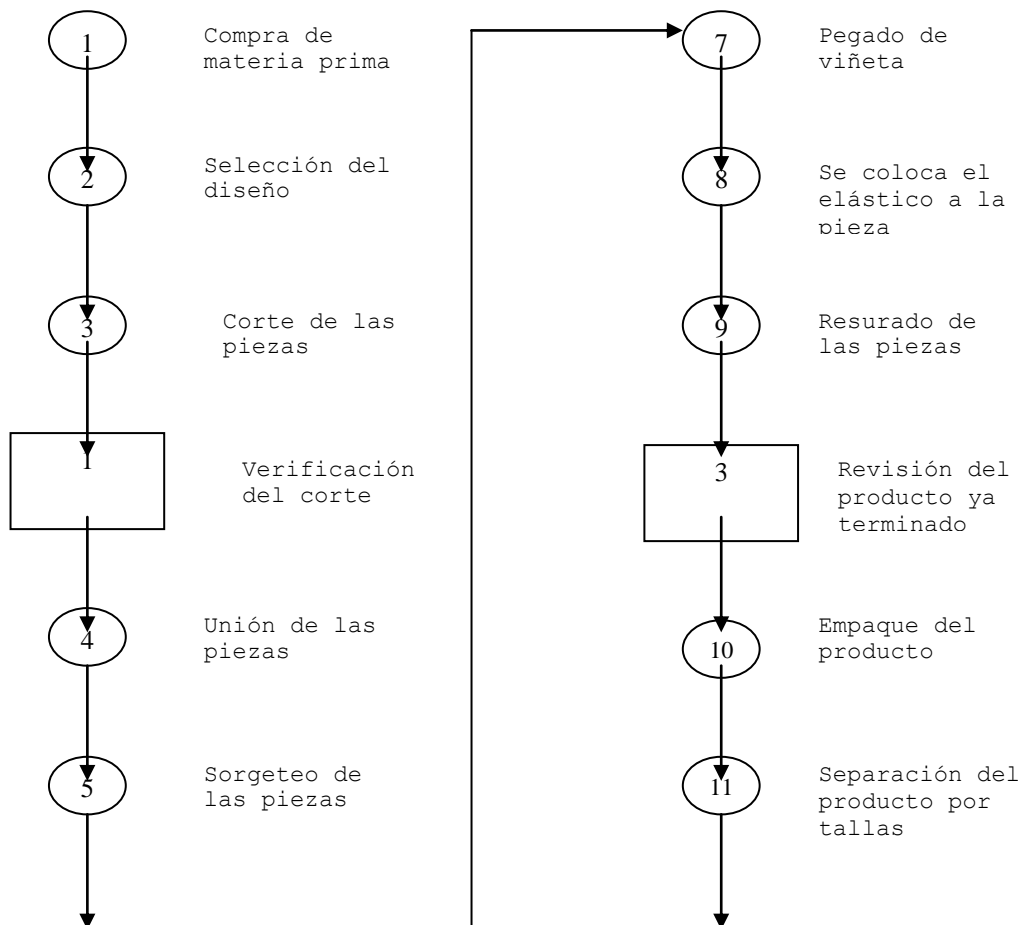 1
Compra de
materia prima
2
Selección del
diseño
3
Corte de las
piezas
1
Verificación
del corte
4
Unión de las
piezas
5
Sorgeteo de
las piezas
7
Pegado de
viñeta
8
Se coloca el
elástico a la
pieza
9
Resurado de
las piezas
3
Revisión del
producto ya
terminado
10
Empaque del
producto
11
Separación del
producto por
tallas